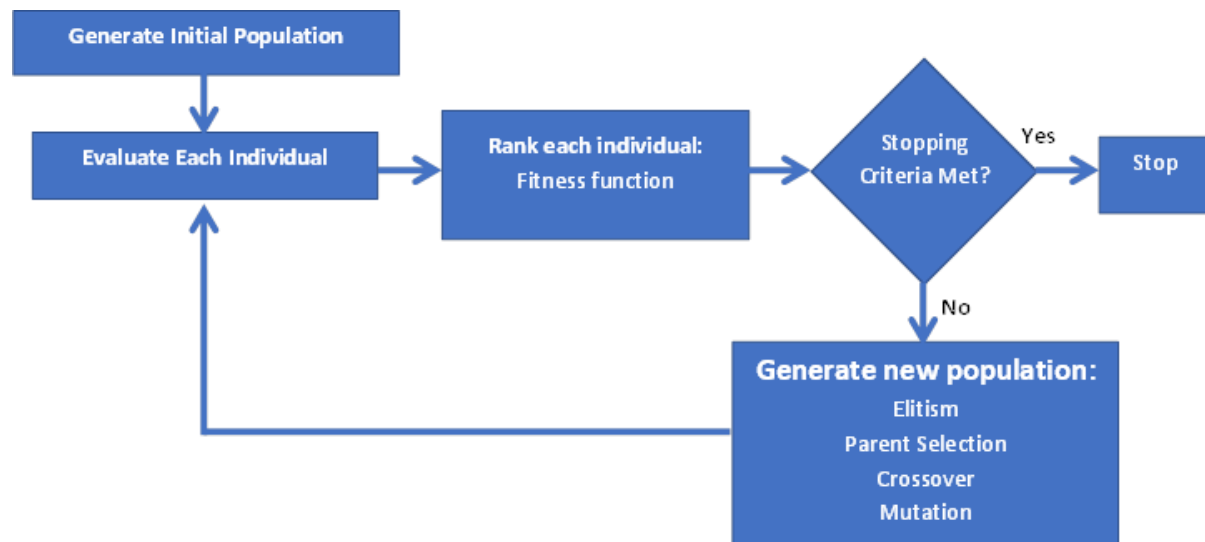 Generate Initial Population
Evaluate Each Individual
Rank each individual:
Fitness function
Stopping
Criteria Met?
Yes
Stop
No
Generate new population:
Elitism
Parent Selection
Crossover
Mutation